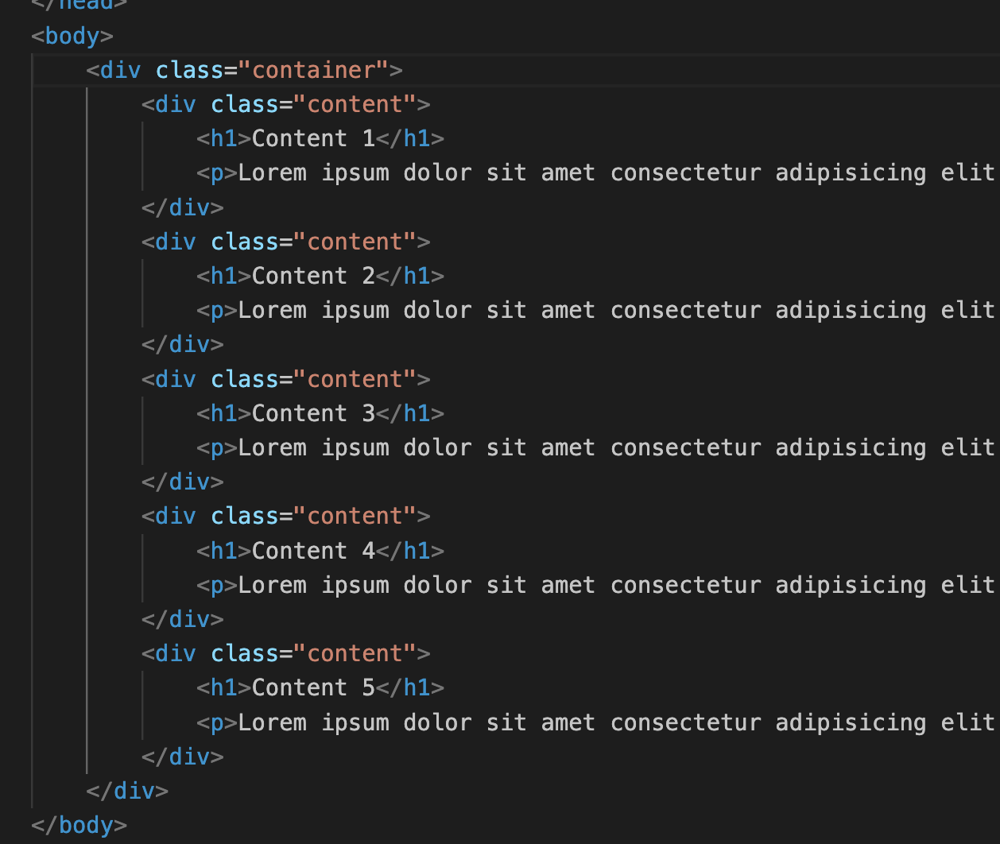 </head>
<body>
<div class="container">
<div class="content">
<h1>Content 1</h1>
<p>Lorem ipsum dolor sit amet consectetur adipisicing elit
</div>
<div class="content">
<h1>Content 2</h1>
<p>Lorem ipsum dolor sit amet consectetur adipisicing elit
</div>
<div class="content">
<h1>Content 3</h1>
<p>Lorem ipsum dolor sit amet consectetur adipisicing elit
</div>
<div class="content">
<h1>Content 4</h1>
<p>Lorem ipsum dolor sit amet consectetur adipisicing elit
</div>
<div class="content">
<h1>Content 5</h1>
<p>Lorem ipsum dolor sit amet consectetur adipisicing elit
</div>
</div>
</body>